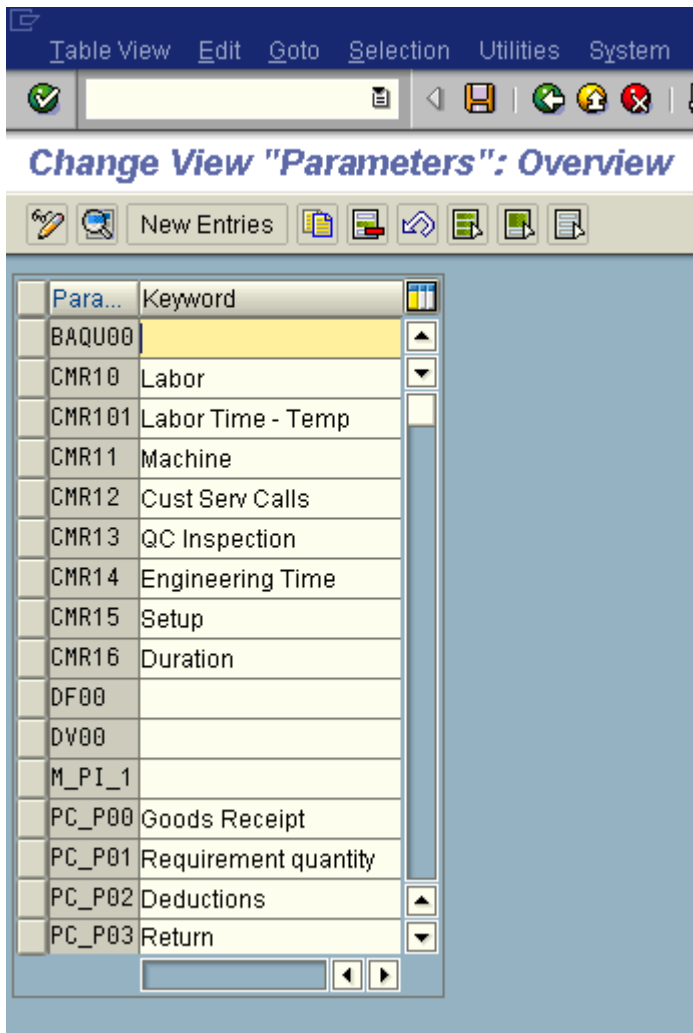 Table View Edit Goto Selection Utilities System
Change View "Parameters": Overview
New Entries
Para... Keyword
BAQU00
CMR10 Labor
CMR101 Labor Time - Temp
CMR11 Machine
CMR12 Cust Serv Calls
CMR13 QC Inspection
CMR14 Engineering Time
CMR15 Setup
CMR16 Duration
DF00
DV00
M_PI_1
PC_P00 Goods Receipt
PC_P01 Requirement quantity
PC_P02 Deductions
PC_P03 Return